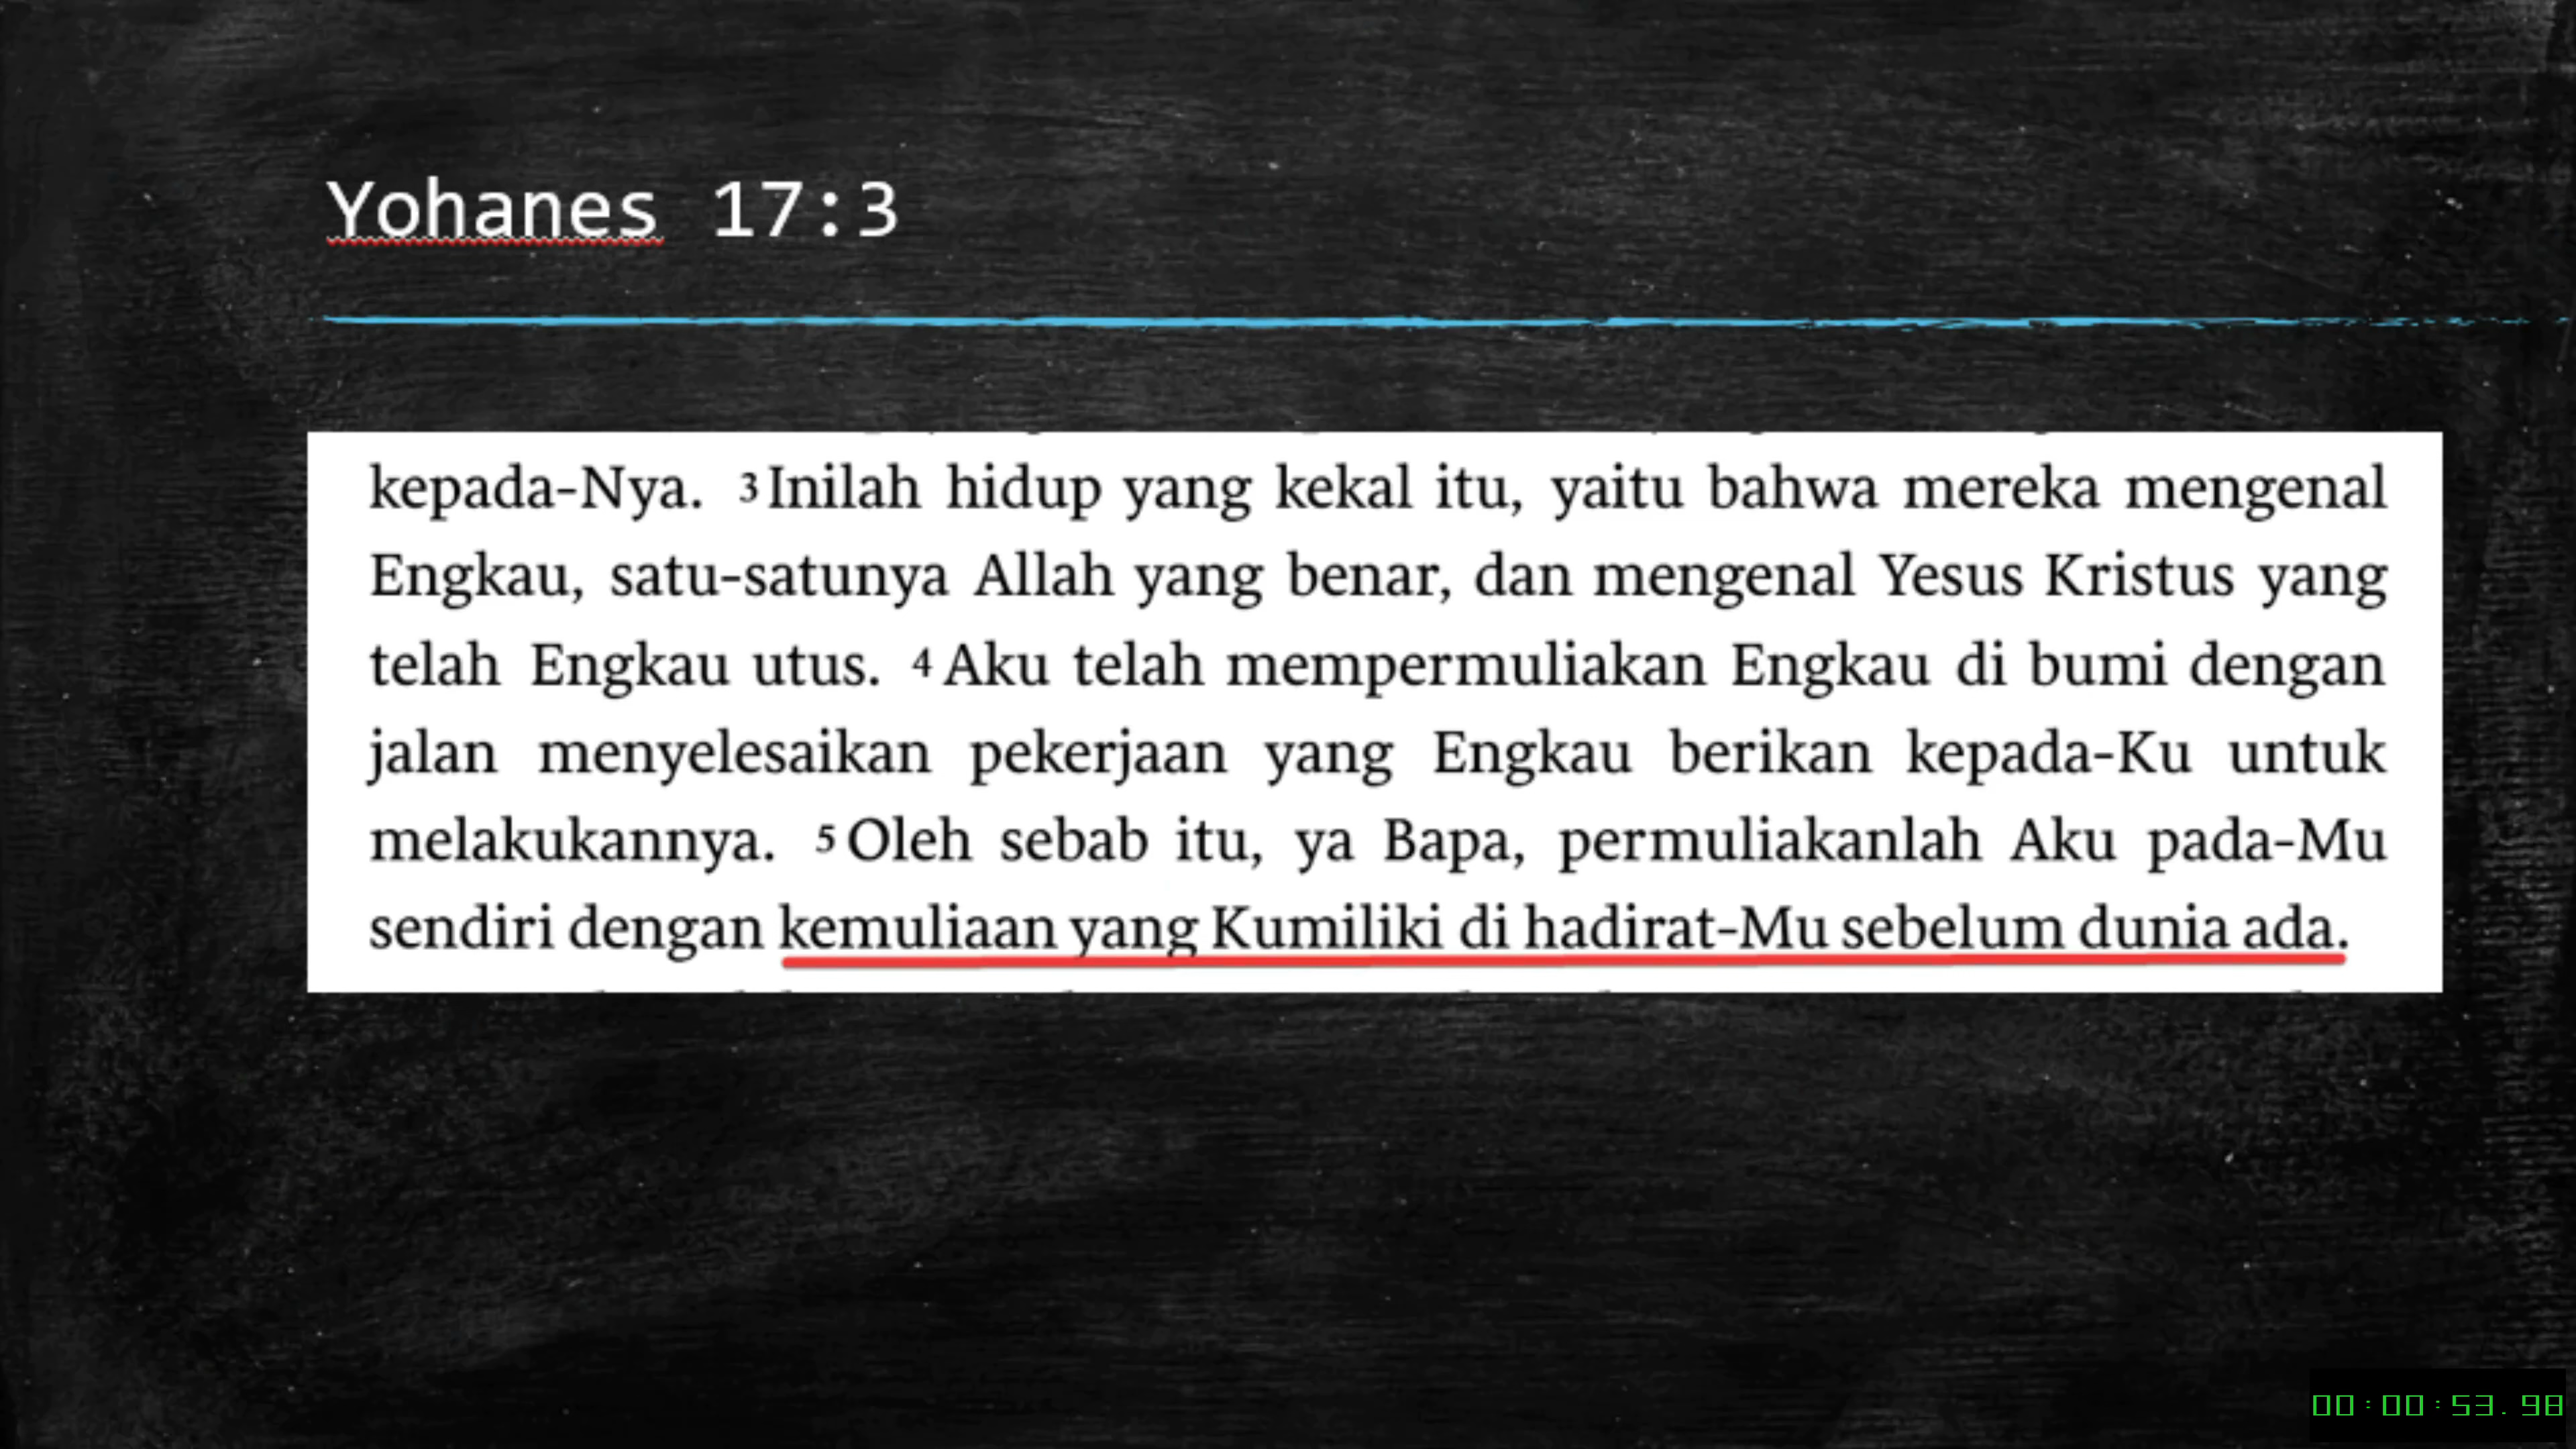 Yohanes 17:3
kepada-Nya. 3 Inilah hidup yang kekal itu, yaitu bahwa mereka mengenal
Engkau, satu-satunya Allah yang benar, dan mengenal Yesus Kristus yang
telah Engkau utus. 4 Aku telah mempermuliakan Engkau di bumi dengan
jalan menyelesaikan pekerjaan yang Engkau berikan kepada-Ku untuk
melakukannya. 5 Oleh sebab itu, ya Bapa, permuliakanlah Aku pada-Mu
sendiri dengan kemuliaan yang Kumiliki di hadirat-Mu sebelum dunia ada.
00:00:53.98